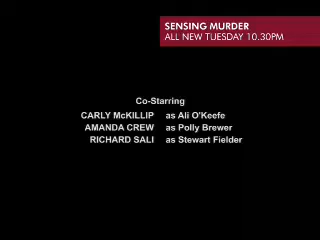 SENSING MURDER
ALL NEW TUESDAY 10.30PM
Co-Starring
CARLY McKILLIP as Ali O'Keefe
AMANDA CREW as Polly Brewer
RICHARD SALI as Stewart Fielder